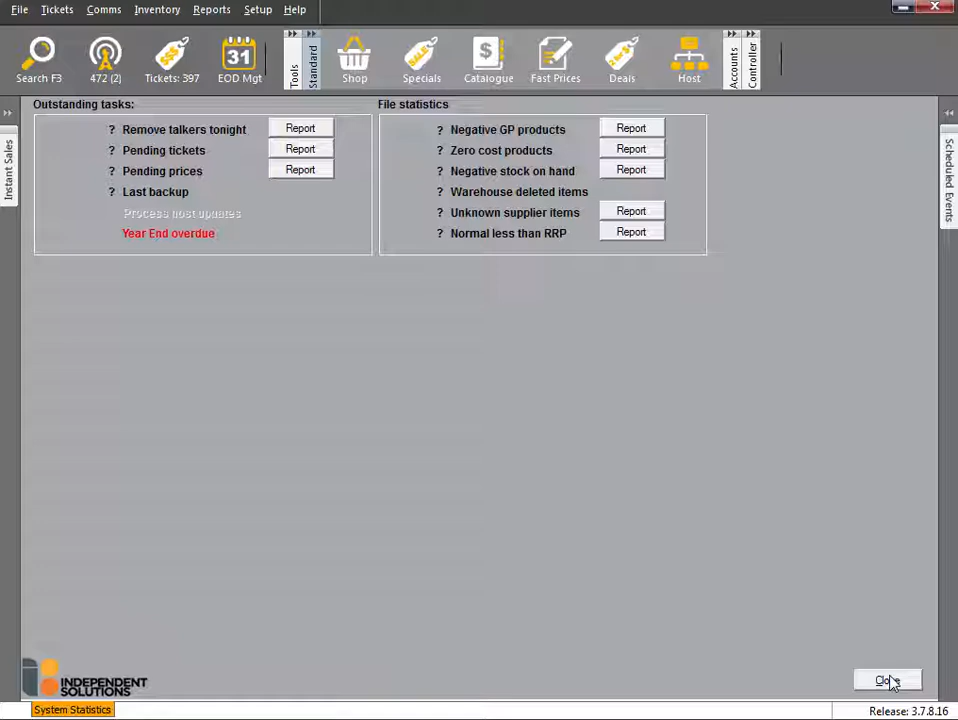 File Tickets Comms Inventory Reports Setup Help
Search F3 472 (2) Tickets: 397 31 EOD Mgt Tools Standard Shop SALE Specials $ Catalogue Fast Prices Deals Host Accounts Controller
Instant Sales
Outstanding tasks:
? Remove talkers tonight Report
? Pending tickets Report
? Pending prices Report
? Last backup
Process host updates
Year End overdue
File statistics
? Negative GP products Report
? Zero cost products Report
? Negative stock on hand Report
? Warehouse deleted items
? Unknown supplier items Report
? Normal less than RRP Report
Scheduled Events
INDEPENDENT
SOLUTIONS
Close
System Statistics
Release: 3.7.8.16